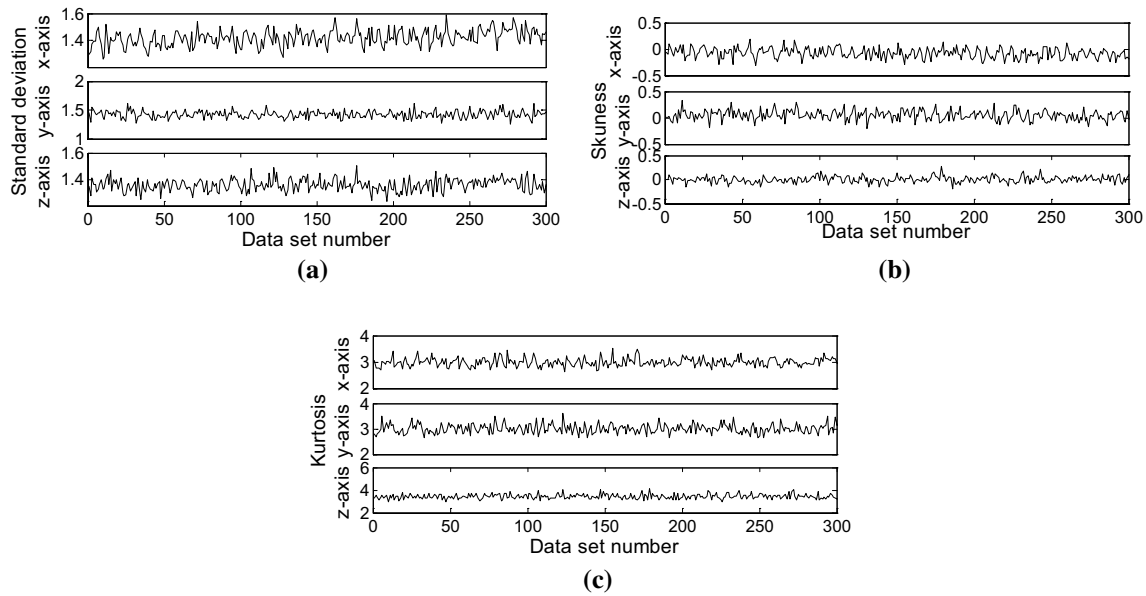 Standard deviation
x-axis
1.6
1.4
y-axis
2
1.5
1
z-axis
1.6
1.4
0 50 100 150 200 250 300
Data set number
(a)
Skuness
x-axis
0.5
0
-0.5
y-axis
0.5
0
-0.5
z-axis
0.5
0
-0.5
0 50 100 150 200 250 300
Data set number
(b)
Kurtosis
x-axis
4
3
2
y-axis
4
3
2
z-axis
6
4
2
0 50 100 150 200 250 300
Data set number
(c)